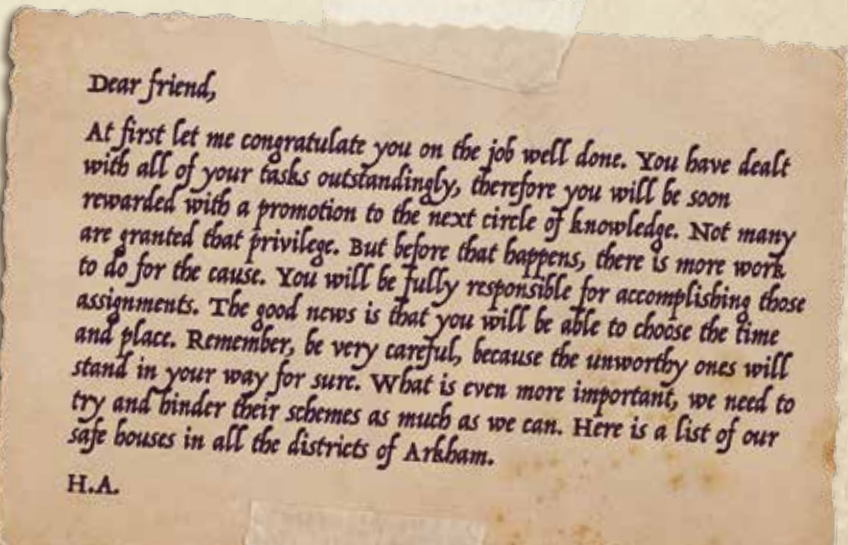 Dear friend,
At first let me congratulate you on the job well done. You have dealt
with all of your tasks outstandingly, therefore you will be soon
rewarded with a promotion to the next circle of knowledge. Not many
are granted that privilege. But before that happens, there is more work
to do for the cause. You will be fully responsible for accomplishing those
assignments. The good news is that you will be able to choose the time
and place. Remember, be very careful, because the unworthy ones will
stand in your way for sure. What is even more important, we need to
try and hinder their schemes as much as we can. Here is a list of our
safe houses in all the districts of Arkham.
H.A.